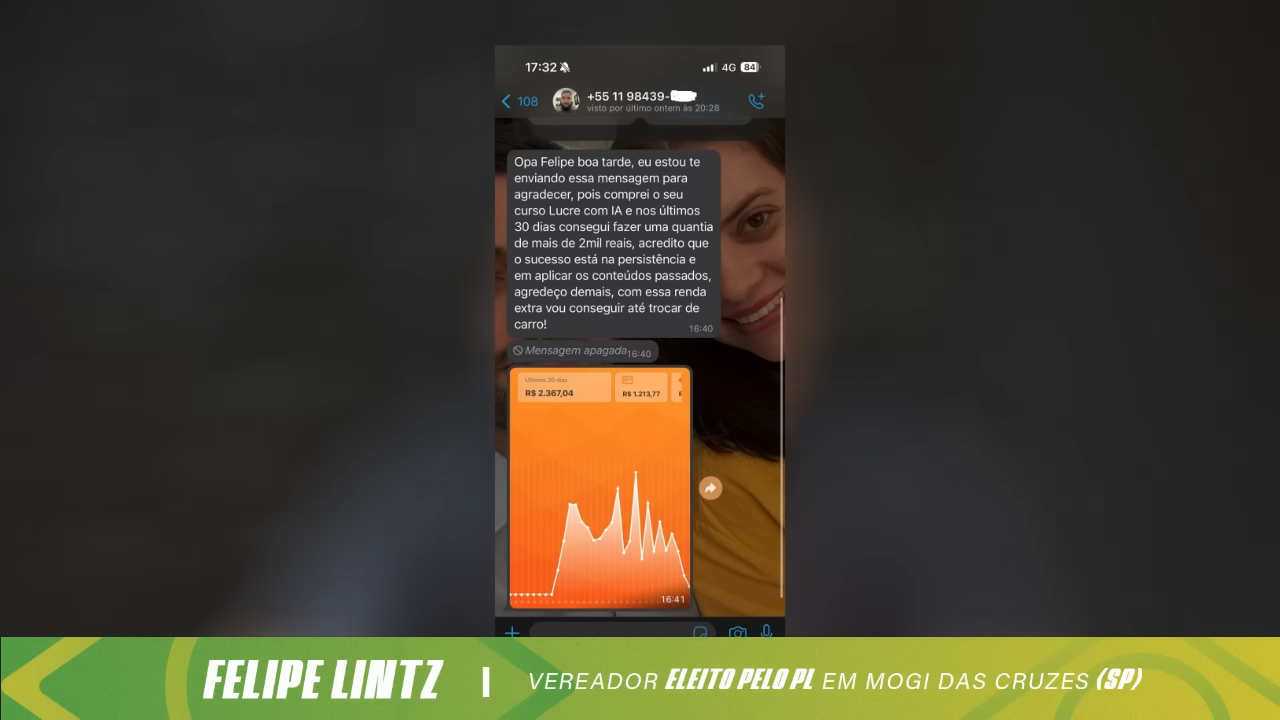 17:32
4G 84
108
+55 11 98439-
visto por último ontem às 20:28
Opa Felipe boa tarde, eu estou te
enviando essa mensagem para
agradecer, pois comprei o seu
curso Lucre com IA e nos últimos
30 dias consegui fazer uma quantia
de mais de 2mil reais, acredito que
o sucesso está na persistência e
em aplicar os conteúdos passados,
agredeço demais, com essa renda
extra vou conseguir até trocar de
carro!
16:40
Mensagem apagada 16:40
Últimos 30 dias
R$ 2.367,04
R$ 1.213,77
16:41
FELIPE LINTZ | VEREADOR ELEITO PELO PL EM MOGI DAS CRUZES (SP)